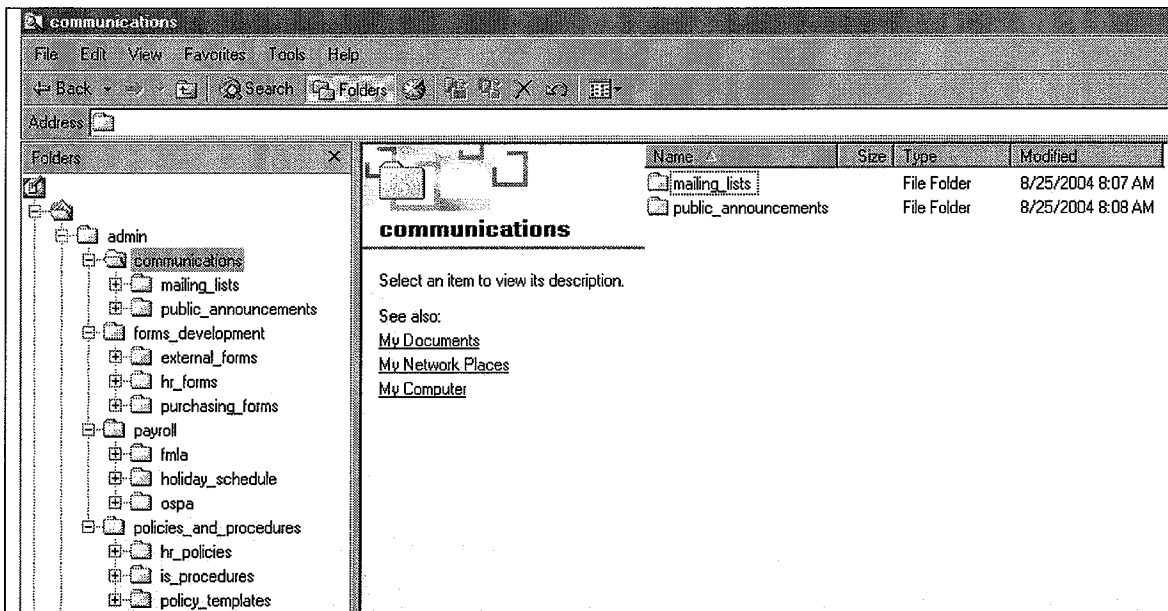 communications
File Edit View Favorites Tools Help
Back Search Folders
Address
Folders
admin
communications
mailing_lists
public_announcements
forms_development
external_forms
hr_forms
purchasing_forms
payroll
fmla
holiday_schedule
ospa
policies_and_procedures
hr_policies
is_procedures
policy_templates
communications
Select an item to view its description.
See also:
My Documents
My Network Places
My Computer
Name Size Type Modified
mailing_lists File Folder 8/25/2004 8:07 AM
public_announcements File Folder 8/25/2004 8:08 AM